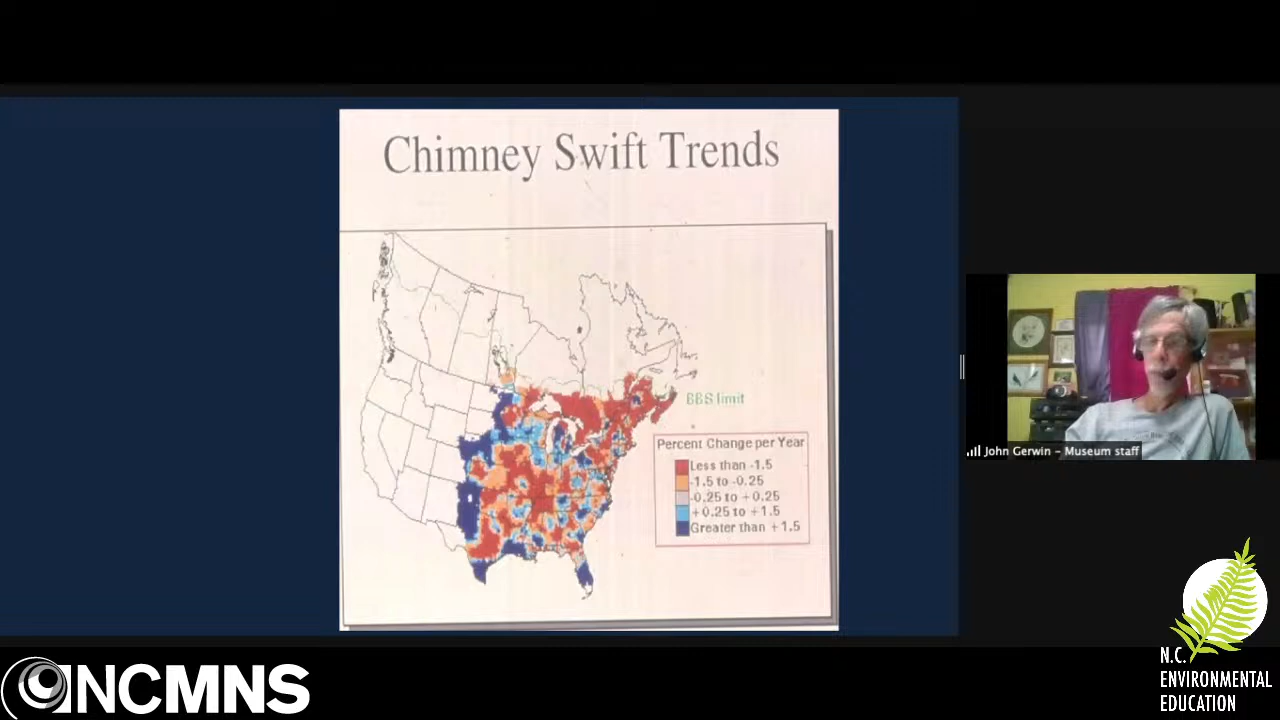 Chimney Swift Trends
BBS limit
Percent Change per Year
Less than -1.5
-1.5 to -0.25
-0.25 to +0.25
+0.25 to +1.5
Greater than +1.5
John Gerwin - Museum staff
NCMNS
N.C.
ENVIRONMENTAL
EDUCATION